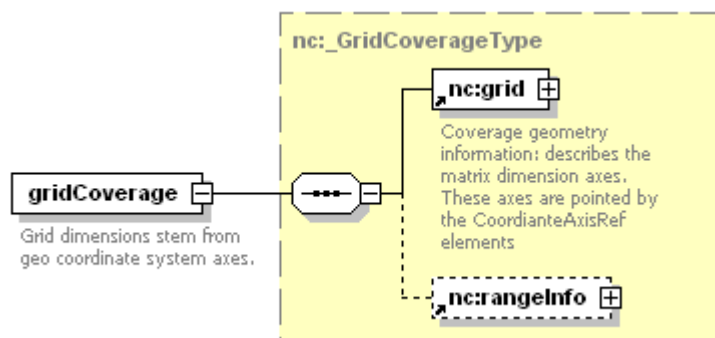 nc:_GridCoverageType
nc:grid
Coverage geometry
information: describes the
matrix dimension axes.
These axes are pointed by
the CoordianteAxisRef
elements
gridCoverage
Grid dimensions stem from
geo coordinate system axes.
nc:rangeInfo